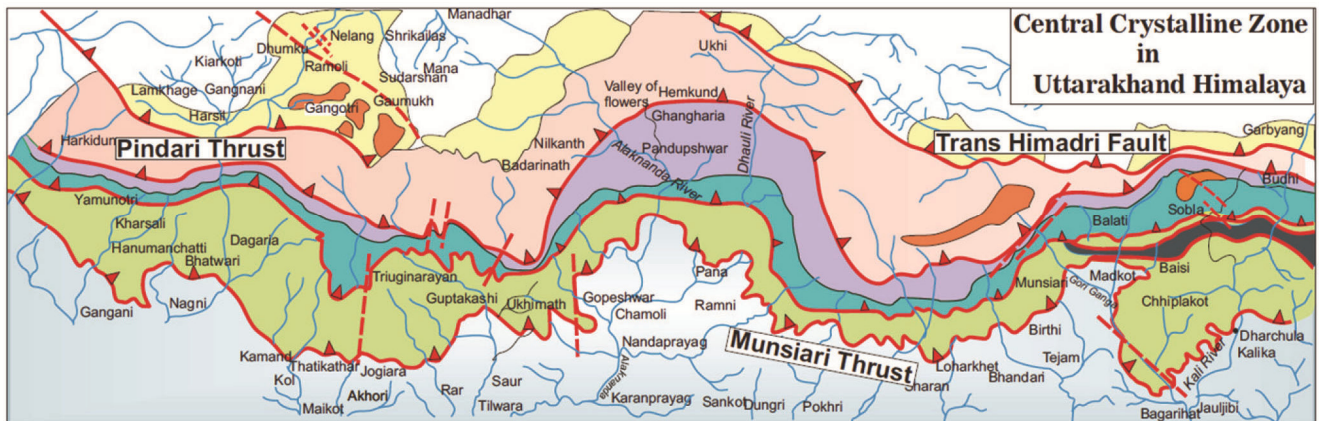 Central Crystalline Zone
in
Uttarakhand Himalaya
Manadhar
Nelang
Shrikailas
Dhumku
Kiarkoti
Ramoli
Mana
Sudarshan
Lamkhage
Gangnani
Gaumukh
Gangotri
Harsil
Ukhi
Valley of
flowers
Hemkund
Ghangharia
Harkidun
Pindari Thrust
Nilkanth
Badarinath
Pandupshwar
Alaknanda River
Dhauli River
Trans Himadri Fault
Garbyang
Budhi
Yamunotri
Kharsali
Hanumanchatti
Dagaria
Bhatwari
Sobla
Balati
Triuginarayan
Guptakashi
Ukhimath
Gopeshwar
Chamoli
Pana
Ramni
Munsiari
Madkot
Baisi
Gori Ganga
Chhiplakot
Gangani
Nagni
Nandaprayag
Munsiari Thrust
Birthi
Dharchula
Kalika
Kali River
Kamand
Thatikathar
Kol
Jogiara
Akhori
Maikot
Rar
Saur
Tilwara
Alaknanda
Karanprayag
Sankot
Dungri
Pokhri
Sharan
Loharkhet
Bhandari
Tejam
Bagarihat
Jauljibi